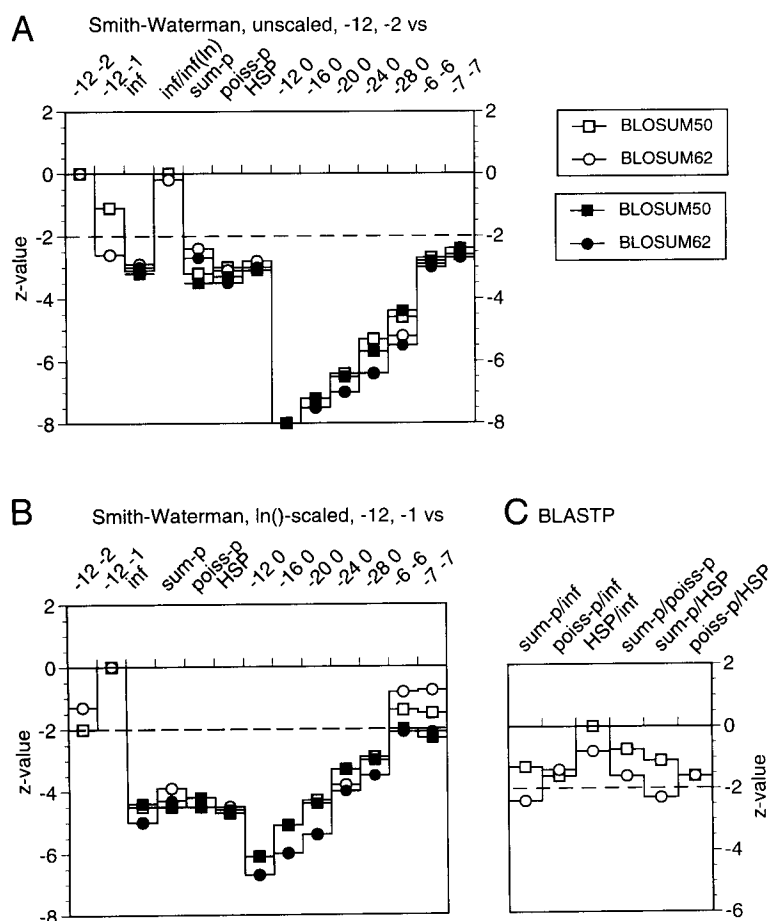 A
Smith-Waterman, unscaled, -12, -2 vs
-12 -2
-12 -1
inf
inf/inf(ln)
sum-p
poiss-p
HSP
-12 0
-16 0
-20 0
-24 0
-28 0
-6 -6
-7 -7
2 2
0 0
-2 -2
-4 -4
-6 -6
-8 -8
z-value
BLOSUM50
BLOSUM62
BLOSUM50
BLOSUM62
B
Smith-Waterman, ln()-scaled, -12, -1 vs
-12 -2
-12 -1
inf
sum-p
poiss-p
HSP
-12 0
-16 0
-20 0
-24 0
-28 0
-6 -6
-7 -7
2
0
-2
-4
-6
-8
z-value
C BLASTP
sum-p/inf
poiss-p/inf
HSP/inf
sum-p/poiss-p
sum-p/HSP
poiss-p/HSP
2
0
-2
-4
-6
z-value